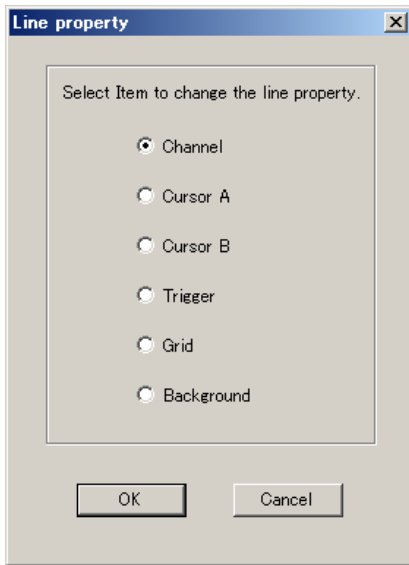 Line property
Select Item to change the line property.
Channel
Cursor A
Cursor B
Trigger
Grid
Background
OK
Cancel